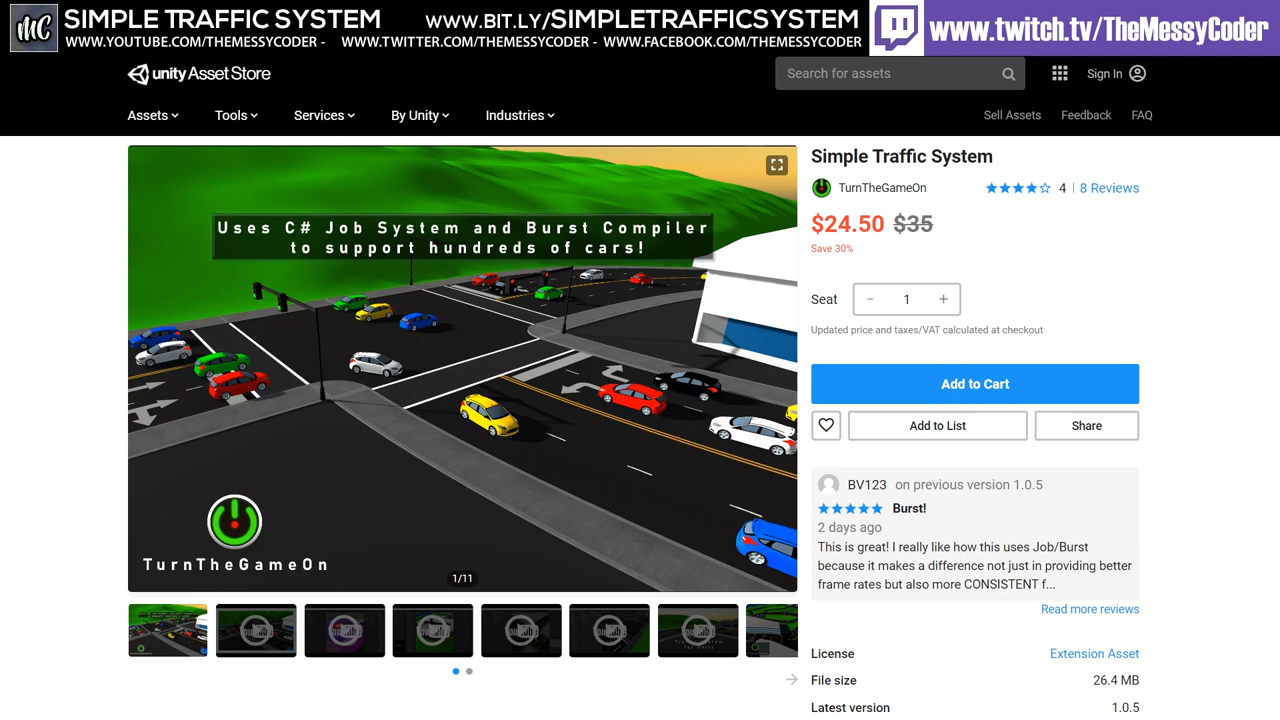 MC
SIMPLE TRAFFIC SYSTEM
WWW.BIT.LY/SIMPLETRAFFICSYSTEM
WWW.YOUTUBE.COM/THEMESSYCODER - WWW.TWITTER.COM/THEMESSYCODER - WWW.FACEBOOK.COM/THEMESSYCODER
www.twitch.tv/TheMessyCoder
unity Asset Store
Search for assets
Sign In
Assets
Tools
Services
By Unity
Industries
Sell Assets
Feedback
FAQ
Uses C# Job System and Burst Compiler
to support hundreds of cars!
TurnTheGameOn
1/11
Simple Traffic System
TurnTheGameOn
4 | 8 Reviews
$24.50 $35
Save 30%
Seat - 1 +
Updated price and taxes/VAT calculated at checkout
Add to Cart
Add to List
Share
BV123 on previous version 1.0.5
Burst!
2 days ago
This is great! I really like how this uses Job/Burst
because it makes a difference not just in providing better
frame rates but also more CONSISTENT f...
Read more reviews
License Extension Asset
File size 26.4 MB
Latest version 1.0.5